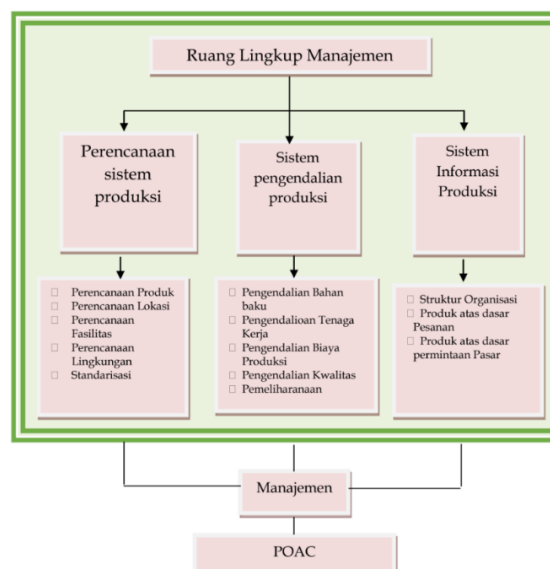 Ruang Lingkup Manajemen
Perencanaan
sistem
produksi
Sistem
pengendalian
produksi
Sistem
Informasi
Produksi
Perencanaan Produk
Perencanaan Lokasi
Perencanaan
Fasilitas
Perencanaan
Lingkungan
Standarisasi
Pengendalian Bahan
baku
Pengendalioan Tenaga
Kerja
Pengendalian Biaya
Produksi
Pengendalian Kwalitas
Pemeliharanaan
Struktur Organisasi
Produk atas dasar
Pesanan
Produk atas dasar
permintaan Pasar
Manajemen
POAC